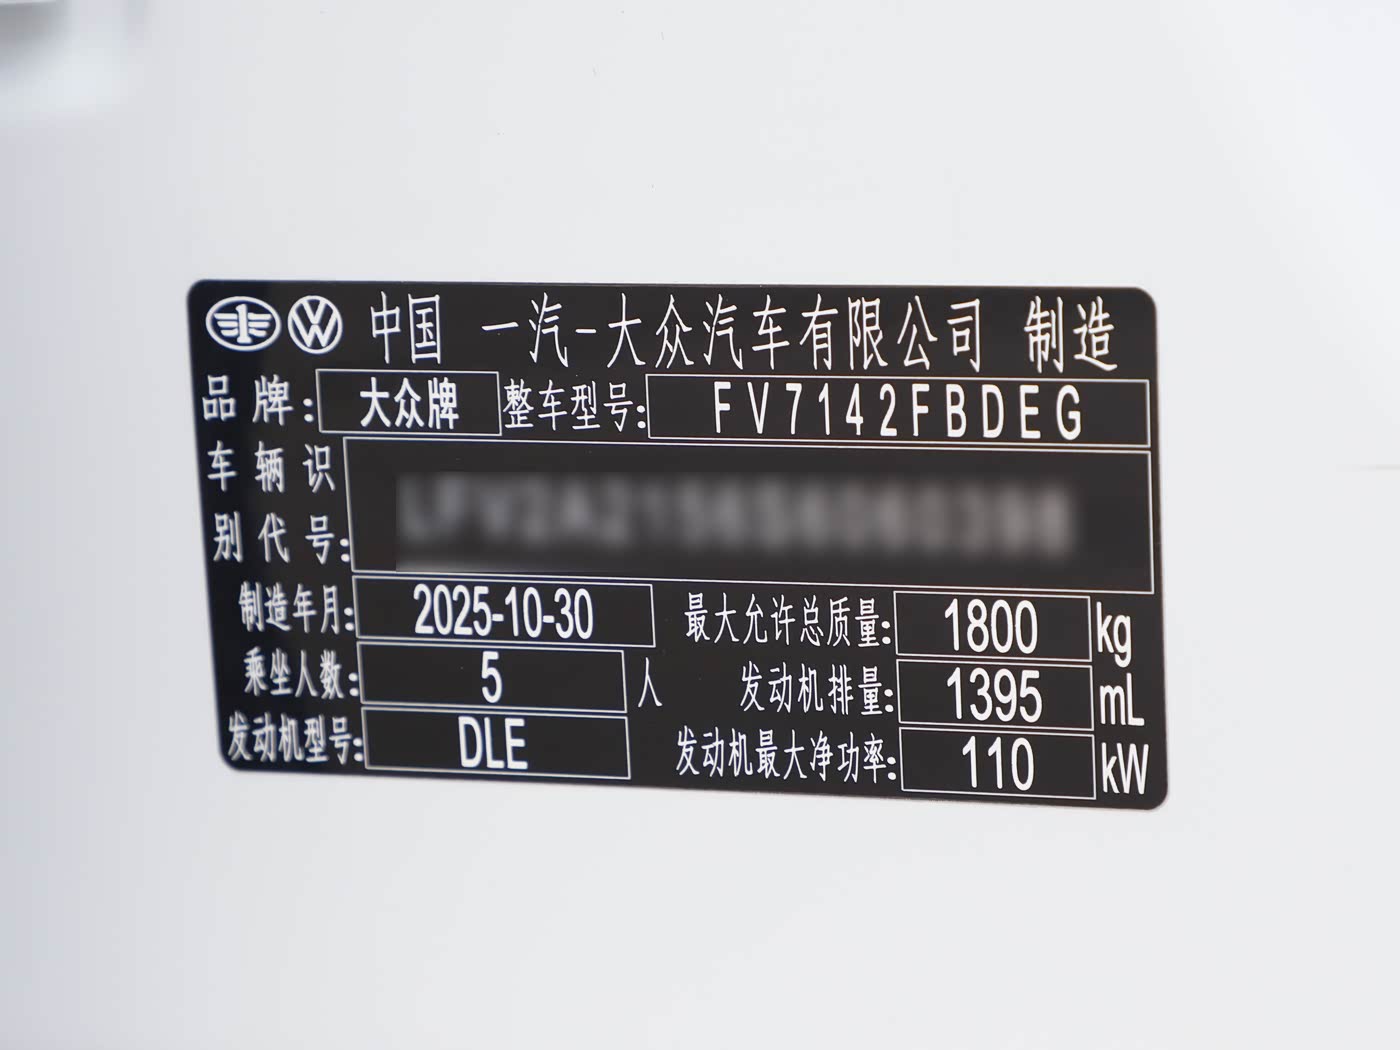 中国 一汽-大众汽车有限公司 制造
品牌: 大众牌 整车型号: FV7142FBDEG
车辆识
别代号:
制造年月: 2025-10-30 最大允许总质量: 1800 kg
乘坐人数: 5 人 发动机排量: 1395 mL
发动机型号: DLE 发动机最大净功率: 110 kW